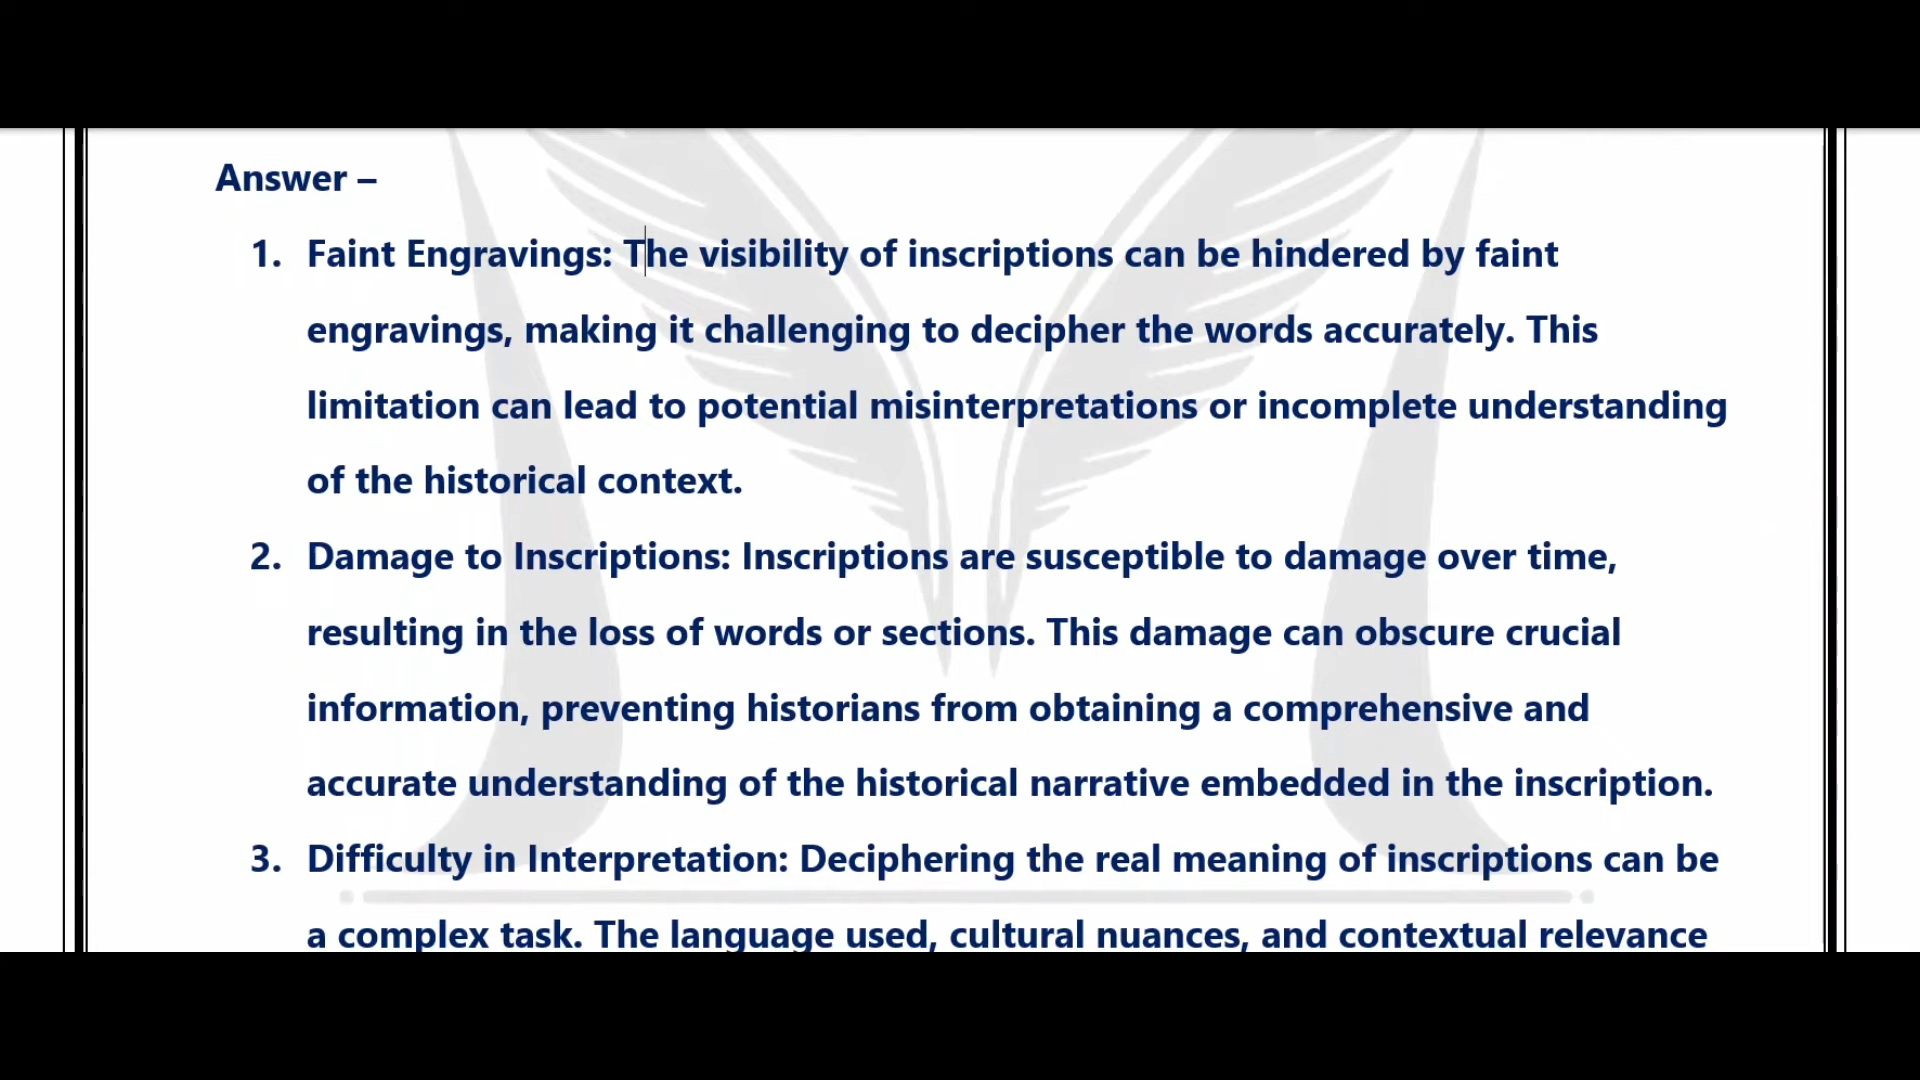 Answer –
1. Faint Engravings: The visibility of inscriptions can be hindered by faint
engravings, making it challenging to decipher the words accurately. This
limitation can lead to potential misinterpretations or incomplete understanding
of the historical context.
2. Damage to Inscriptions: Inscriptions are susceptible to damage over time,
resulting in the loss of words or sections. This damage can obscure crucial
information, preventing historians from obtaining a comprehensive and
accurate understanding of the historical narrative embedded in the inscription.
3. Difficulty in Interpretation: Deciphering the real meaning of inscriptions can be
a complex task. The language used, cultural nuances, and contextual relevance